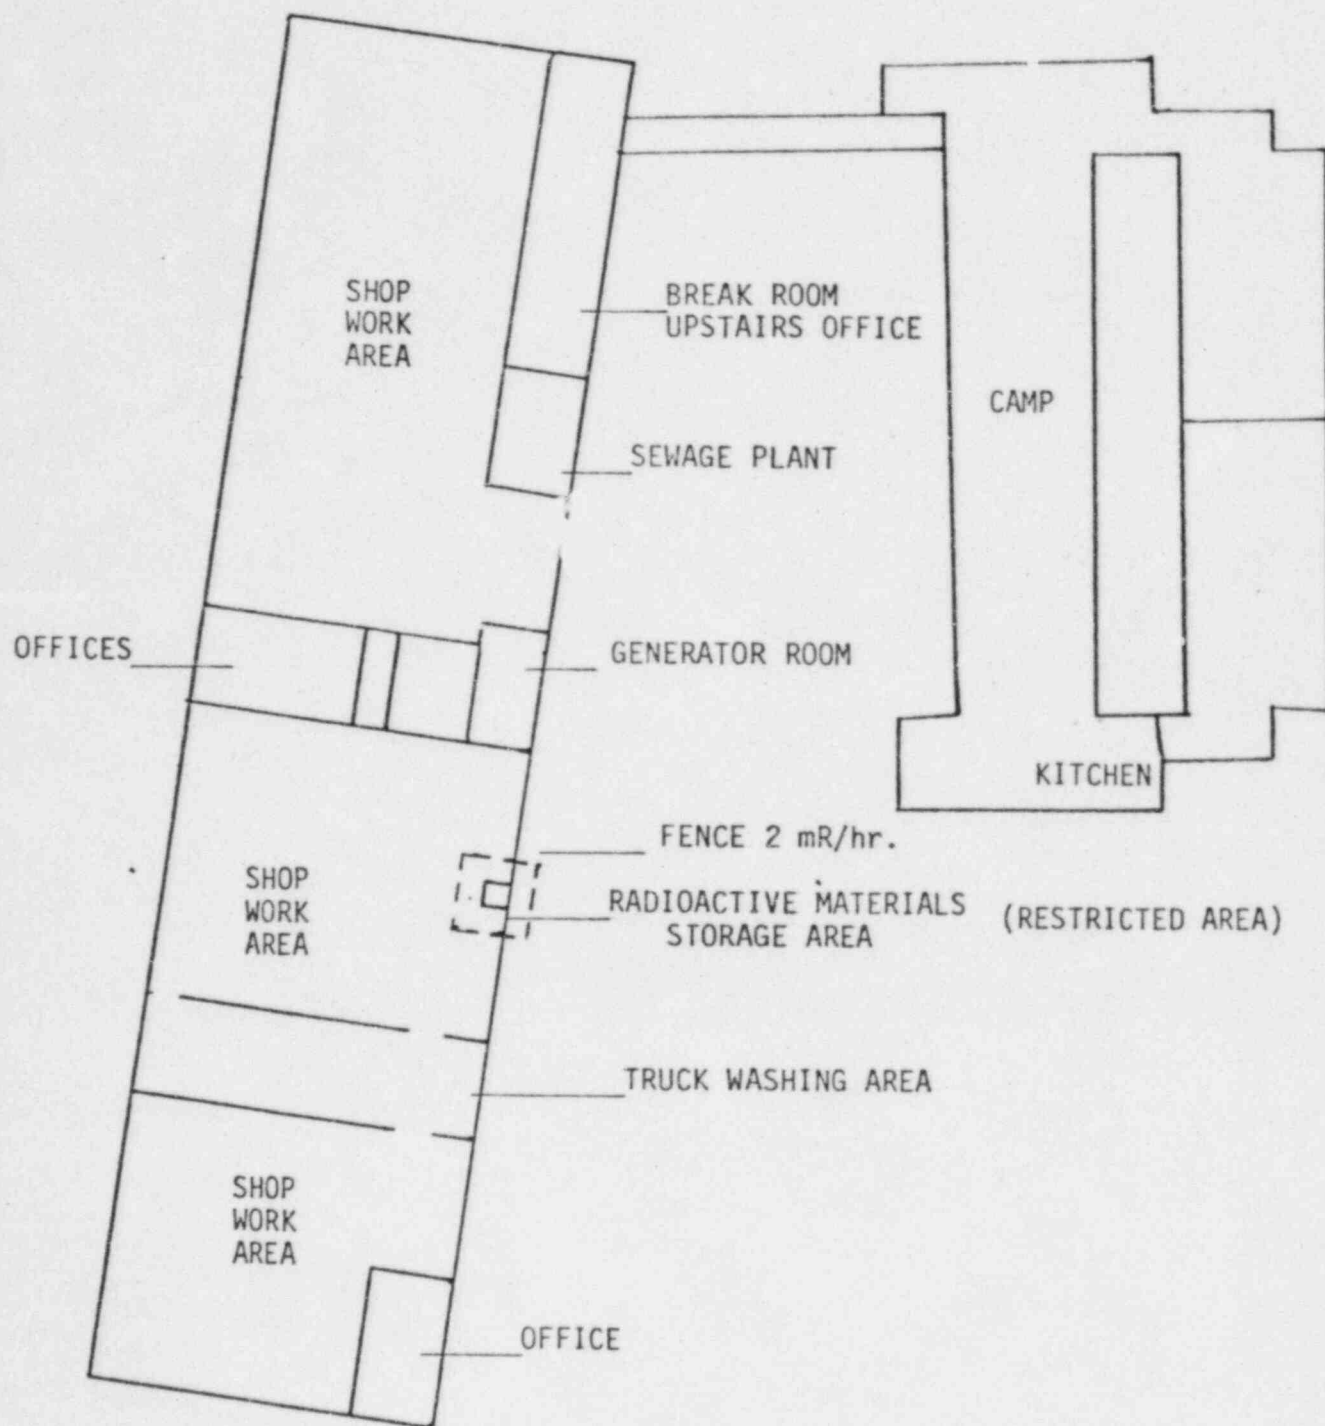 SHOP
WORK
AREA
BREAK ROOM
UPSTAIRS OFFICE
CAMP
SEWAGE PLANT
OFFICES
GENERATOR ROOM
KITCHEN
FENCE 2 mR/hr.
SHOP
WORK
AREA
RADIOACTIVE MATERIALS
STORAGE AREA
(RESTRICTED AREA)
TRUCK WASHING AREA
SHOP
WORK
AREA
OFFICE